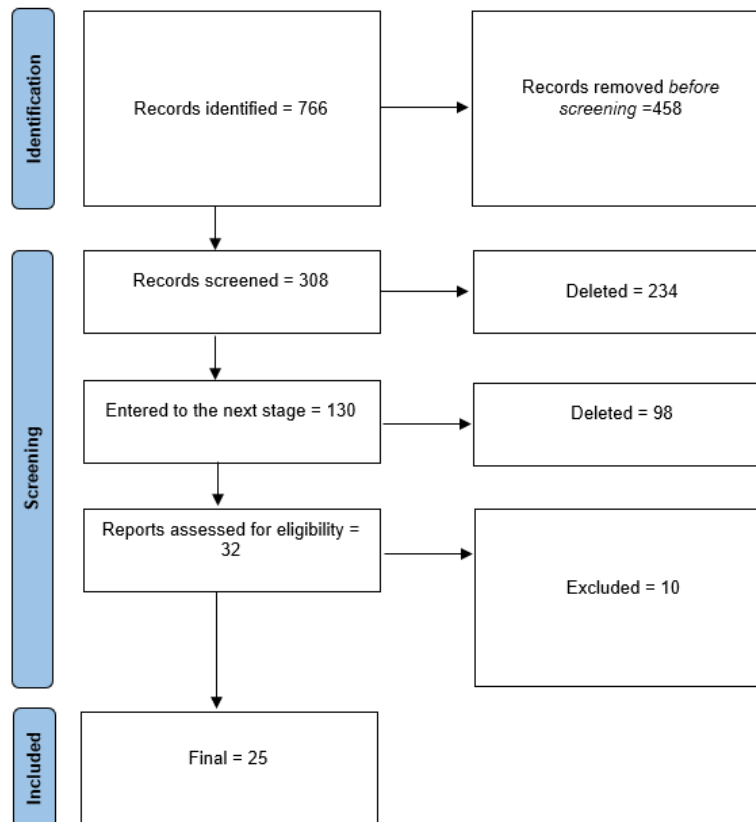 Identification
Records identified = 766
Records removed before
screening =458
Screening
Records screened = 308
Deleted = 234
Entered to the next stage = 130
Deleted = 98
Reports assessed for eligibility =
32
Excluded = 10
Included
Final = 25